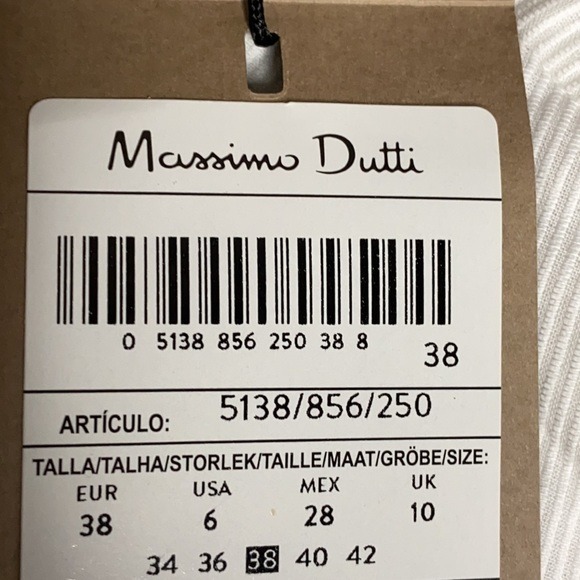 Massimo Dutti
0 5138 856 250 38 8
38
ARTÍCULO: 5138/856/250
TALLA/TALHA/STORLEK/TAILLE/MAAT/GRÖBE/SIZE:
EUR USA MEX UK
38 6 28 10
34 36 38 40 42